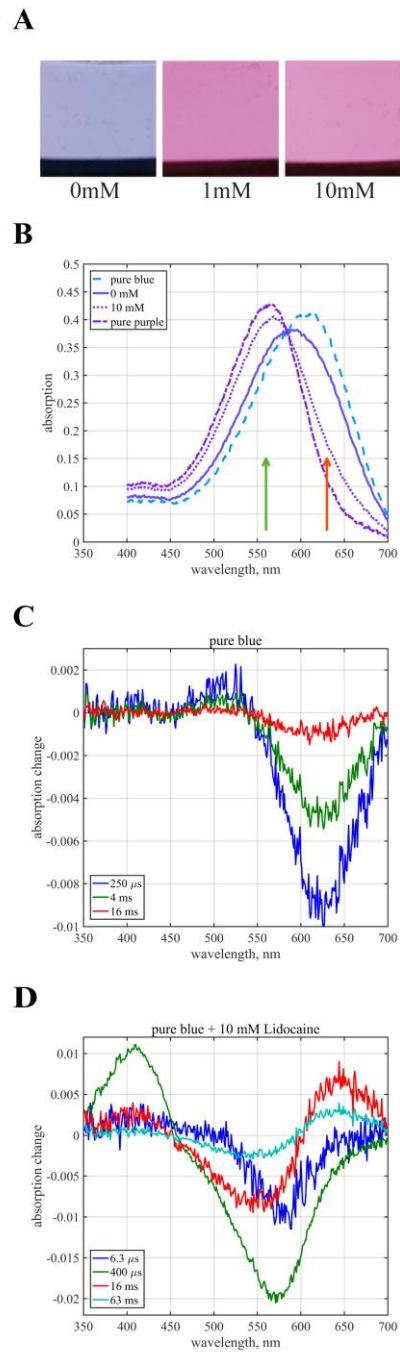 A
0mM 1mM 10mM
B
0.5
0.45
0.4
0.35
0.3
0.25
0.2
0.15
0.1
0.05
0
absorption
pure blue
0 mM
10 mM
pure purple
350 400 450 500 550 600 650 700
wavelength, nm
C
pure blue
0.002
0
-0.002
-0.004
-0.006
-0.008
-0.01
absorption change
250 μs
4 ms
16 ms
350 400 450 500 550 600 650 700
wavelength, nm
D
pure blue + 10 mM Lidocaine
0.01
0.005
0
-0.005
-0.01
-0.015
-0.02
absorption change
6.3 μs
400 μs
16 ms
63 ms
350 400 450 500 550 600 650 700
wavelength, nm